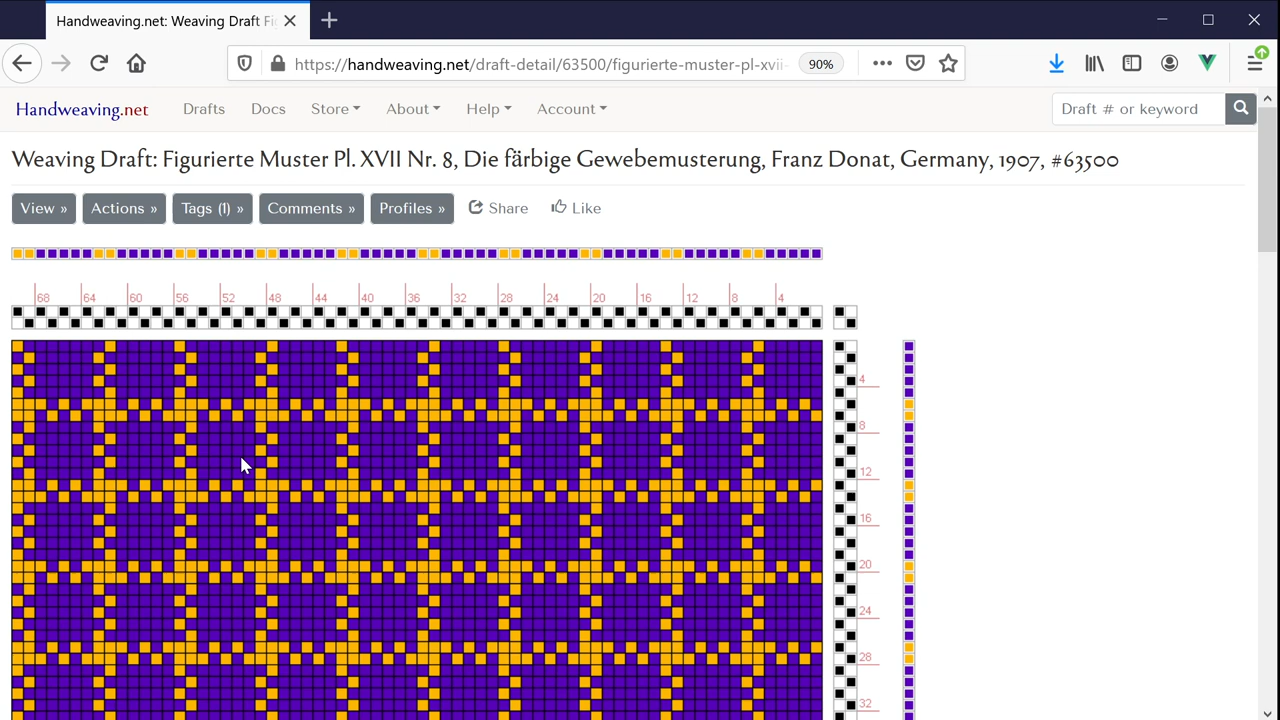 Handweaving.net: Weaving Draft Fi
https://handweaving.net/draft-detail/63500/figurierte-muster-pl-xvii-
90%
Handweaving.net
Drafts
Docs
Store
About
Help
Account
Draft # or keyword
Weaving Draft: Figurierte Muster Pl. XVII Nr. 8, Die färbige Gewebemusterung, Franz Donat, Germany, 1907, #63500
View »
Actions »
Tags (1) »
Comments »
Profiles »
Share
Like
68 64 60 56 52 48 44 40 36 32 28 24 20 16 12 8 4
4
8
12
16
20
24
28
32